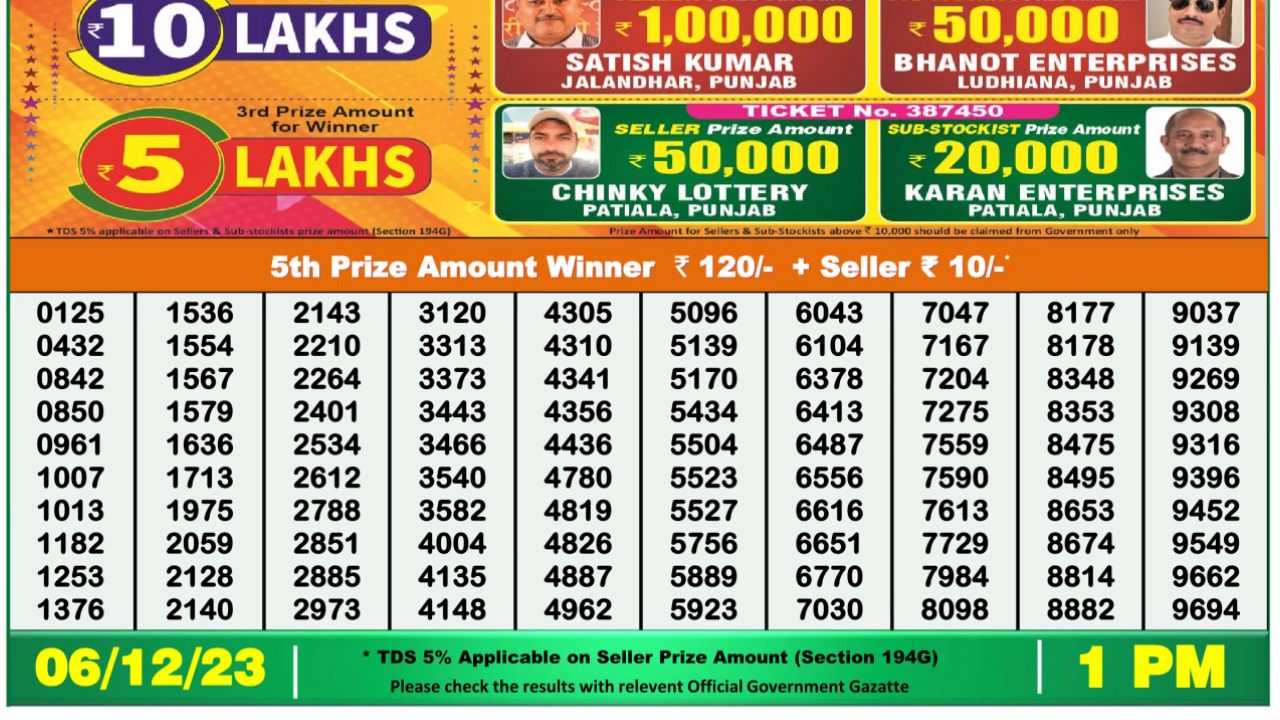 ₹10 LAKHS
₹ 1,00,000
SATISH KUMAR
JALANDHAR, PUNJAB
₹ 50,000
BHANOT ENTERPRISES
LUDHIANA, PUNJAB
3rd Prize Amount
for Winner
₹5 LAKHS
TICKET No. 387450
SELLER Prize Amount
₹ 50,000
CHINKY LOTTERY
PATIALA, PUNJAB
SUB-STOCKIST Prize Amount
₹ 20,000
KARAN ENTERPRISES
PATIALA, PUNJAB
★TDS 5% applicable on Sellers & Sub-stockists prize amount (Section 194G)
Prize Amount for Sellers & Sub-Stockists above ₹ 10,000 should be claimed from Government only
5th Prize Amount Winner ₹ 120/- + Seller ₹ 10/-*
0125 1536 2143 3120 4305 5096 6043 7047 8177 9037
0432 1554 2210 3313 4310 5139 6104 7167 8178 9139
0842 1567 2264 3373 4341 5170 6378 7204 8348 9269
0850 1579 2401 3443 4356 5434 6413 7275 8353 9308
0961 1636 2534 3466 4436 5504 6487 7559 8475 9316
1007 1713 2612 3540 4780 5523 6556 7590 8495 9396
1013 1975 2788 3582 4819 5527 6616 7613 8653 9452
1182 2059 2851 4004 4826 5756 6651 7729 8674 9549
1253 2128 2885 4135 4887 5889 6770 7984 8814 9662
1376 2140 2973 4148 4962 5923 7030 8098 8882 9694
06/12/23
* TDS 5% Applicable on Seller Prize Amount (Section 194G)
Please check the results with relevent Official Government Gazatte
1 PM